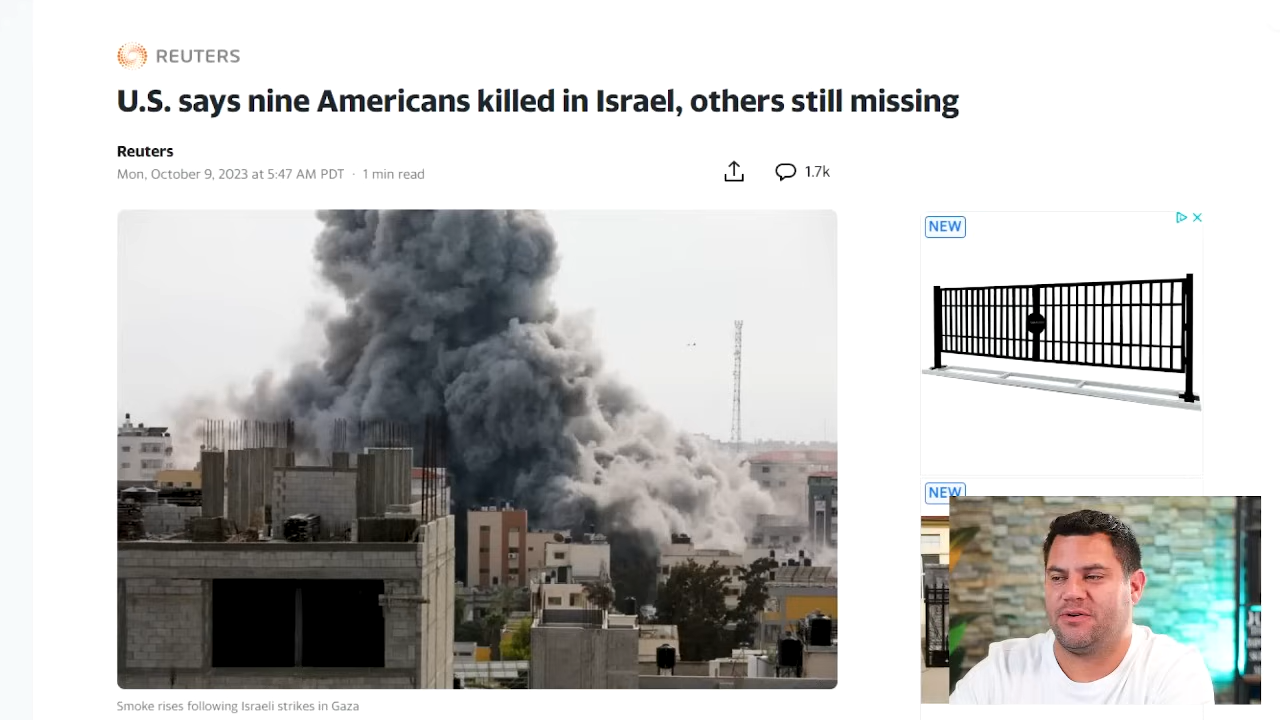 REUTERS
U.S. says nine Americans killed in Israel, others still missing
Reuters
Mon, October 9, 2023 at 5:47 AM PDT · 1 min read
1.7k
NEW
NEW
Smoke rises following Israeli strikes in Gaza